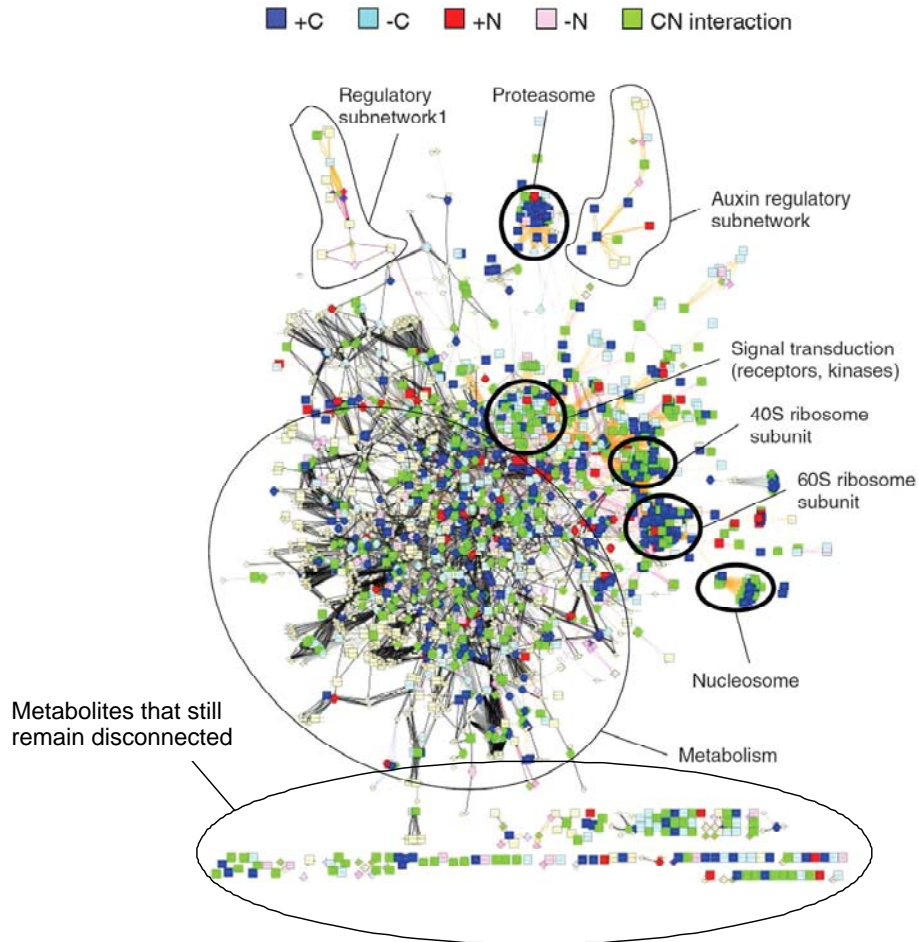 +C -C +N -N CN interaction
Regulatory
subnetwork1
Proteasome
Auxin regulatory
subnetwork
Signal transduction
(receptors, kinases)
40S ribosome
subunit
60S ribosome
subunit
Nucleosome
Metabolites that still
remain disconnected
Metabolism